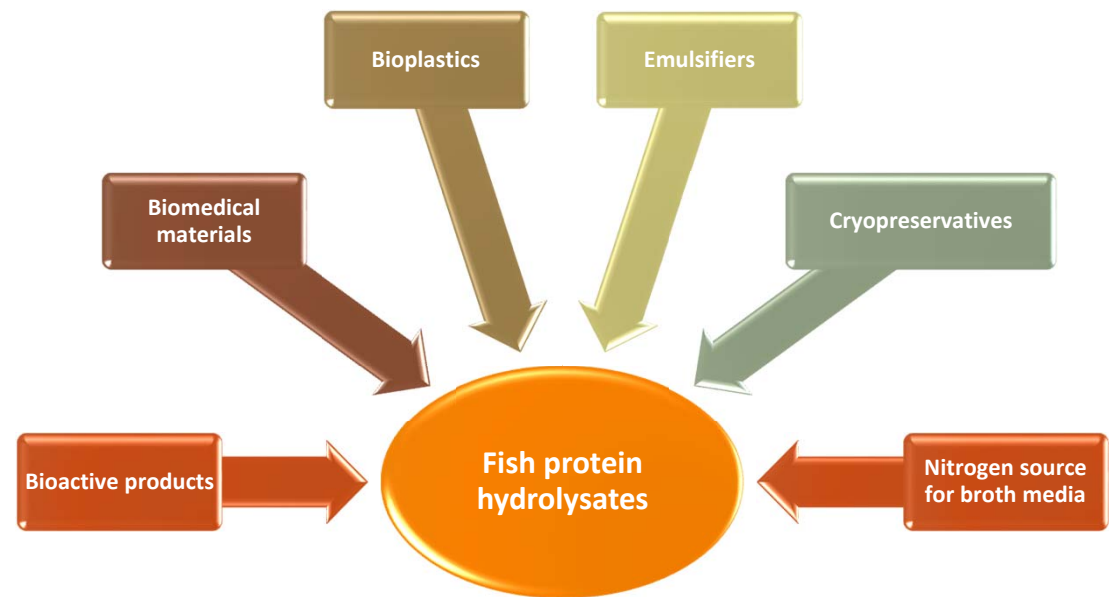 Bioplastics
Emulsifiers
Biomedical
materials
Cryopreservatives
Bioactive products
Fish protein
hydrolysates
Nitrogen source
for broth media